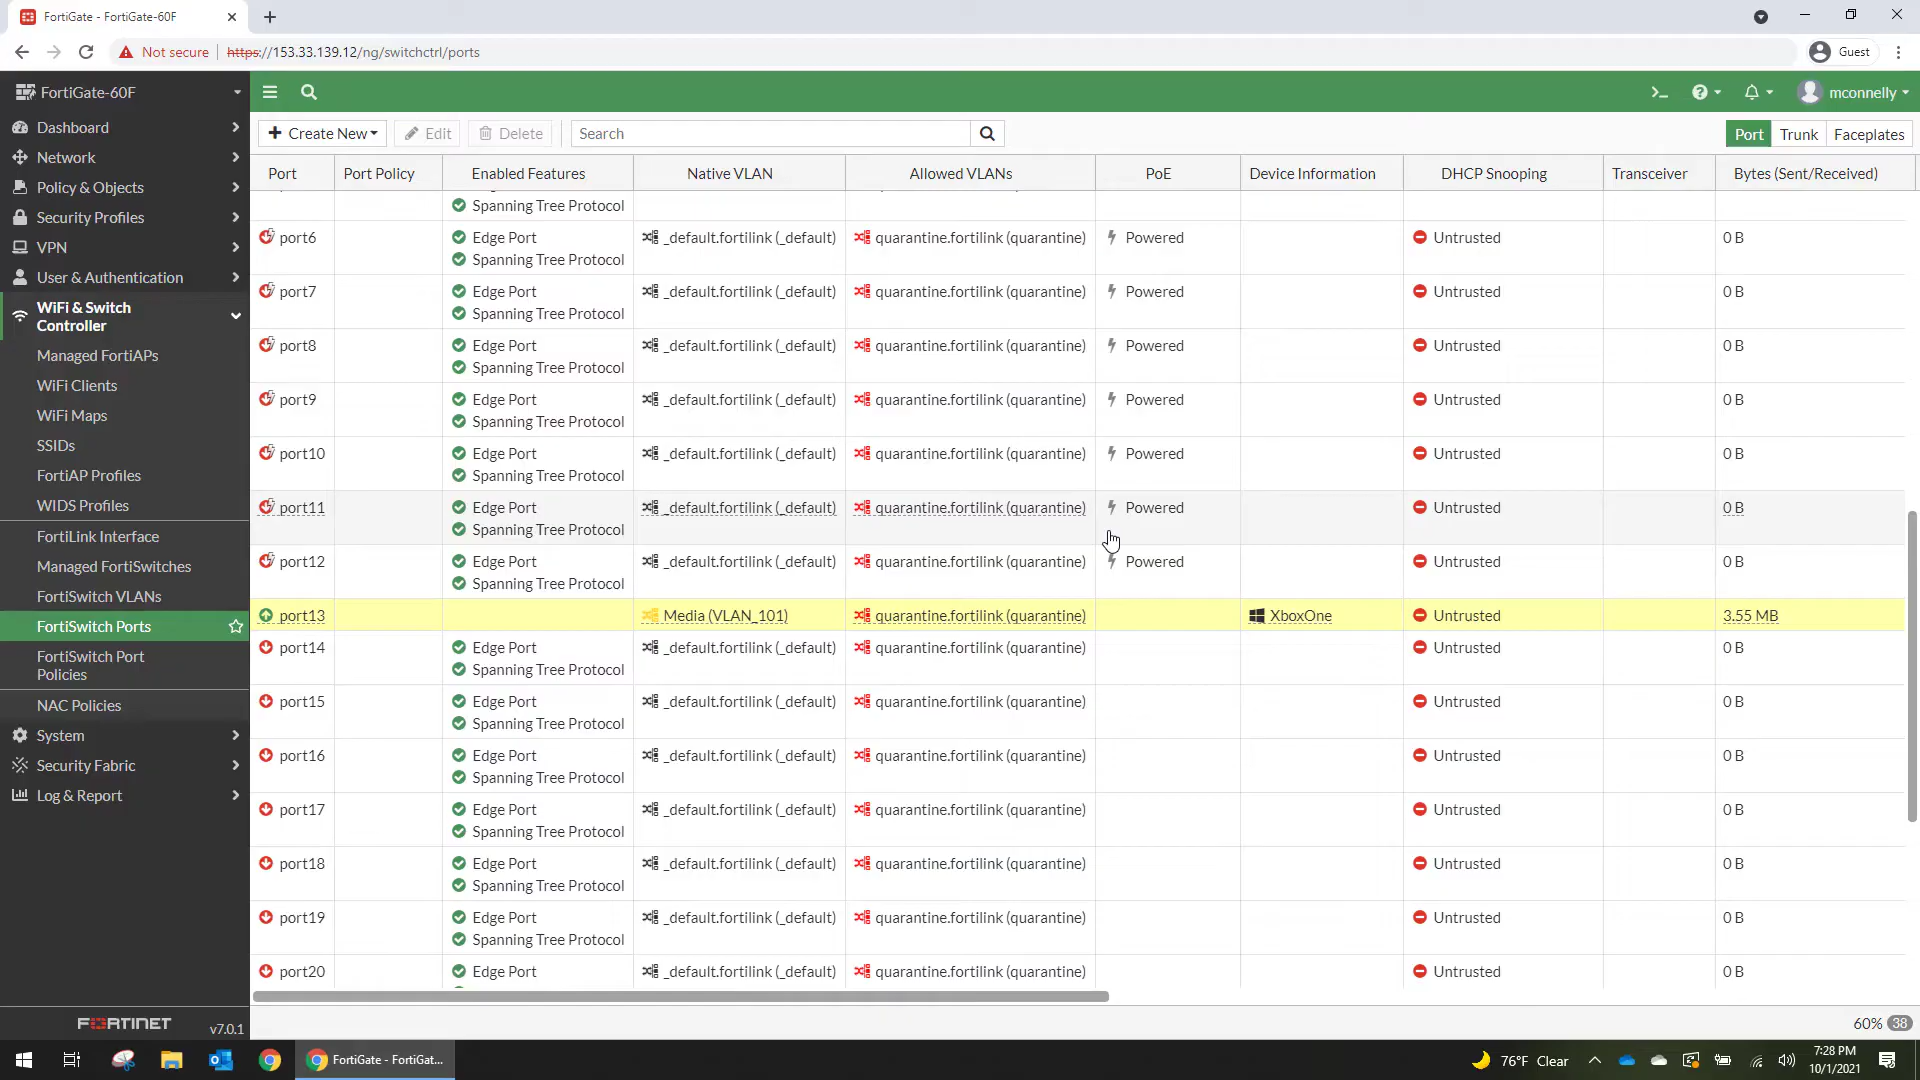 FortiGate - FortiGate-60F
Not secure
https://153.33.139.12/ng/switchctrl/ports
Guest
FortiGate-60F
mconnelly
Dashboard
Network
Policy & Objects
Security Profiles
VPN
User & Authentication
WiFi & Switch
Controller
Managed FortiAPs
WiFi Clients
WiFi Maps
SSIDs
FortiAP Profiles
WIDS Profiles
FortiLink Interface
Managed FortiSwitches
FortiSwitch VLANs
FortiSwitch Ports
FortiSwitch Port
Policies
NAC Policies
System
Security Fabric
Log & Report
FORTINET v7.0.1
Create New Edit Delete Search Port Trunk Faceplates
Port Port Policy Enabled Features Native VLAN Allowed VLANs PoE Device Information DHCP Snooping Transceiver Bytes (Sent/Received)
Spanning Tree Protocol
port6 Edge Port _default.fortilink (_default) quarantine.fortilink (quarantine) Powered Untrusted 0 B
Spanning Tree Protocol
port7 Edge Port _default.fortilink (_default) quarantine.fortilink (quarantine) Powered Untrusted 0 B
Spanning Tree Protocol
port8 Edge Port _default.fortilink (_default) quarantine.fortilink (quarantine) Powered Untrusted 0 B
Spanning Tree Protocol
port9 Edge Port _default.fortilink (_default) quarantine.fortilink (quarantine) Powered Untrusted 0 B
Spanning Tree Protocol
port10 Edge Port _default.fortilink (_default) quarantine.fortilink (quarantine) Powered Untrusted 0 B
Spanning Tree Protocol
port11 Edge Port _default.fortilink (_default) quarantine.fortilink (quarantine) Powered Untrusted 0 B
Spanning Tree Protocol
port12 Edge Port _default.fortilink (_default) quarantine.fortilink (quarantine) Powered Untrusted 0 B
Spanning Tree Protocol
port13 Media (VLAN_101) quarantine.fortilink (quarantine) XboxOne Untrusted 3.55 MB
port14 Edge Port _default.fortilink (_default) quarantine.fortilink (quarantine) Untrusted 0 B
Spanning Tree Protocol
port15 Edge Port _default.fortilink (_default) quarantine.fortilink (quarantine) Untrusted 0 B
Spanning Tree Protocol
port16 Edge Port _default.fortilink (_default) quarantine.fortilink (quarantine) Untrusted 0 B
Spanning Tree Protocol
port17 Edge Port _default.fortilink (_default) quarantine.fortilink (quarantine) Untrusted 0 B
Spanning Tree Protocol
port18 Edge Port _default.fortilink (_default) quarantine.fortilink (quarantine) Untrusted 0 B
Spanning Tree Protocol
port19 Edge Port _default.fortilink (_default) quarantine.fortilink (quarantine) Untrusted 0 B
Spanning Tree Protocol
port20 Edge Port _default.fortilink (_default) quarantine.fortilink (quarantine) Untrusted 0 B
60% 38
FortiGate - FortiGat...
76°F Clear
7:28 PM
10/1/2021